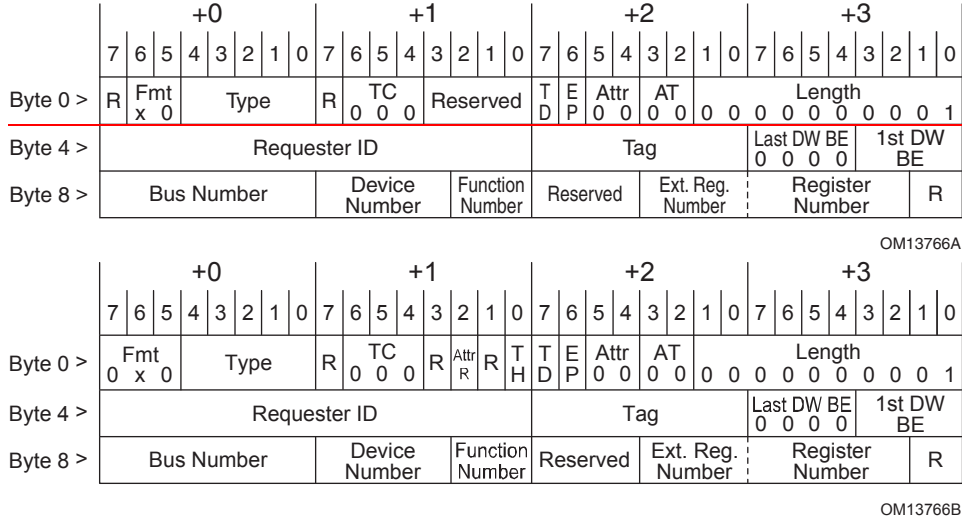 +0 +1 +2 +3
7 6 5 4 3 2 1 0 7 6 5 4 3 2 1 0 7 6 5 4 3 2 1 0 7 6 5 4 3 2 1 0
Byte 0 > R Fmt x 0 Type R TC 0 0 0 Reserved T D E P Attr 0 0 AT 0 0 Length 0 0 0 0 0 0 0 0 0 1
Byte 4 > Requester ID Tag Last DW BE 0 0 0 0 1st DW BE
Byte 8 > Bus Number Device Number Function Number Reserved Ext. Reg. Number Register Number R
OM13766A
+0 +1 +2 +3
7 6 5 4 3 2 1 0 7 6 5 4 3 2 1 0 7 6 5 4 3 2 1 0 7 6 5 4 3 2 1 0
Byte 0 > Fmt 0 x 0 Type R TC 0 0 0 R Attr R R T H T D E P Attr 0 0 AT 0 0 Length 0 0 0 0 0 0 0 0 0 1
Byte 4 > Requester ID Tag Last DW BE 0 0 0 0 1st DW BE
Byte 8 > Bus Number Device Number Function Number Reserved Ext. Reg. Number Register Number R
OM13766B